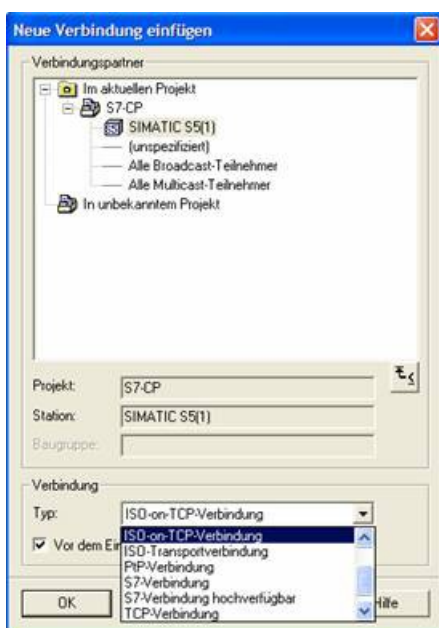 Neue Verbindung einfügen
Verbindungspartner
Im aktuellen Projekt
S7-CP
SIMATIC S5(1)
(unspezifiziert)
Alle Broadcast-Teilnehmer
Alle Multicast-Teilnehmer
In unbekanntem Projekt
Projekt: S7-CP
Station: SIMATIC S5(1)
Baugruppe:
Verbindung
Typ: ISO-on-TCP-Verbindung
ISO-on-TCP-Verbindung
Vor dem Ei
ISO-Transportverbindung
PtP-Verbindung
S7-Verbindung
S7-Verbindung hochverfügbar
TCP-Verbindung
OK
Hilfe